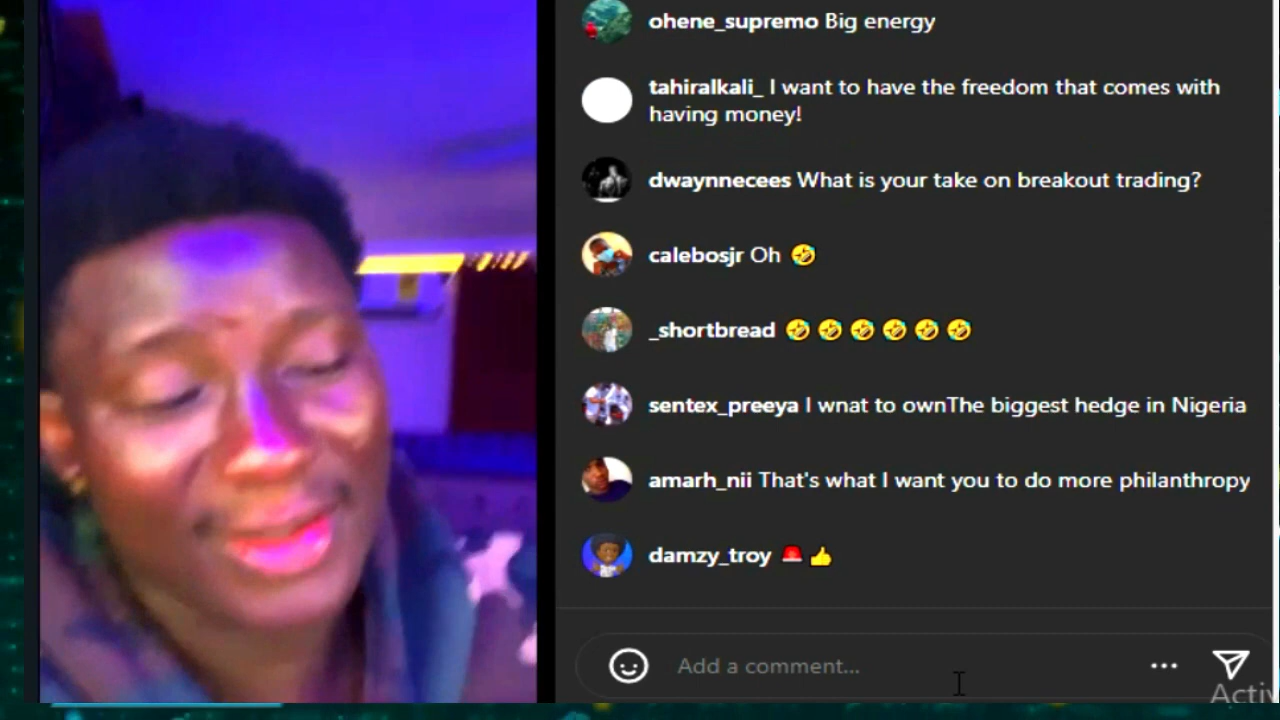 ohene_supremo Big energy
tahiralkali_ I want to have the freedom that comes with
having money!
dwaynnecees What is your take on breakout trading?
calebosjr Oh 🤣
_shortbread 🤣🤣🤣🤣🤣🤣
sentex_preeya I wnat to ownThe biggest hedge in Nigeria
amarh_nii That's what I want you to do more philanthropy
damzy_troy 🚨👍
Add a comment...
Activ